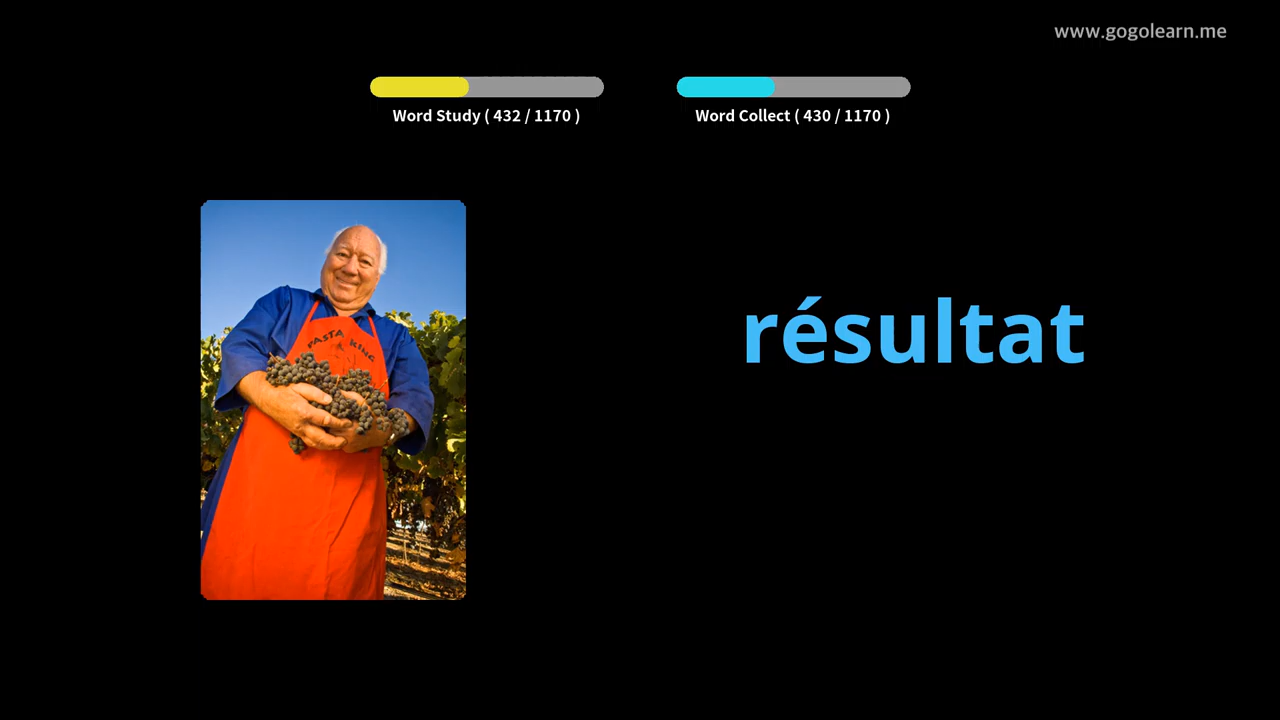 www.gogolearn.me
Word Study ( 432 / 1170 )
Word Collect ( 430 / 1170 )
PASTA KING
résultat